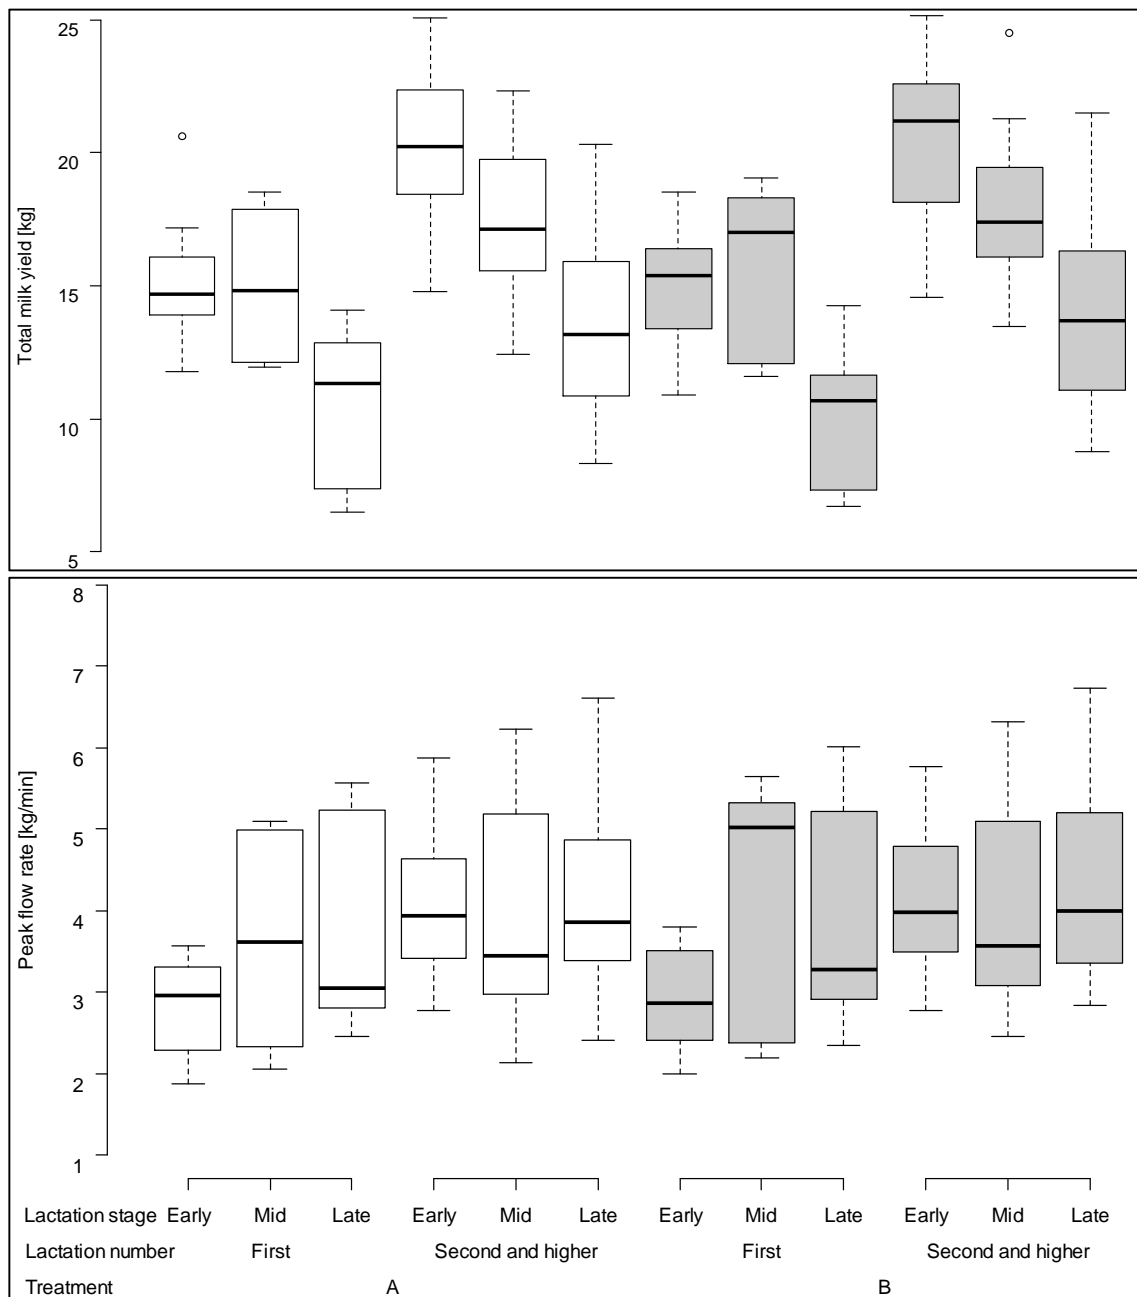 Total milk yield [kg]
25
20
15
10
5
Peak flow rate [kg/min]
8
7
6
5
4
3
2
1
Lactation stage Early Mid Late Early Mid Late Early Mid Late Early Mid Late
Lactation number First Second and higher First Second and higher
Treatment A B